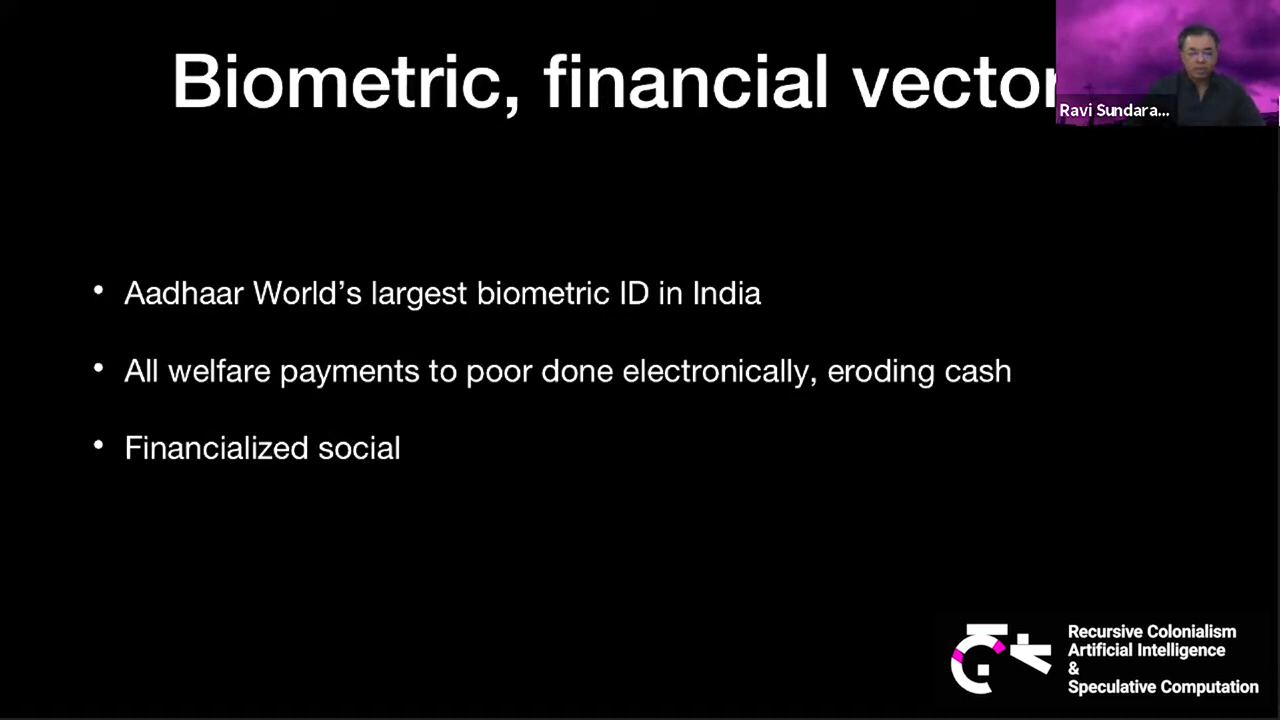 Biometric, financial vector
Ravi Sundara...
• Aadhaar World’s largest biometric ID in India
• All welfare payments to poor done electronically, eroding cash
• Financialized social
Recursive Colonialism
Artificial Intelligence
&
Speculative Computation